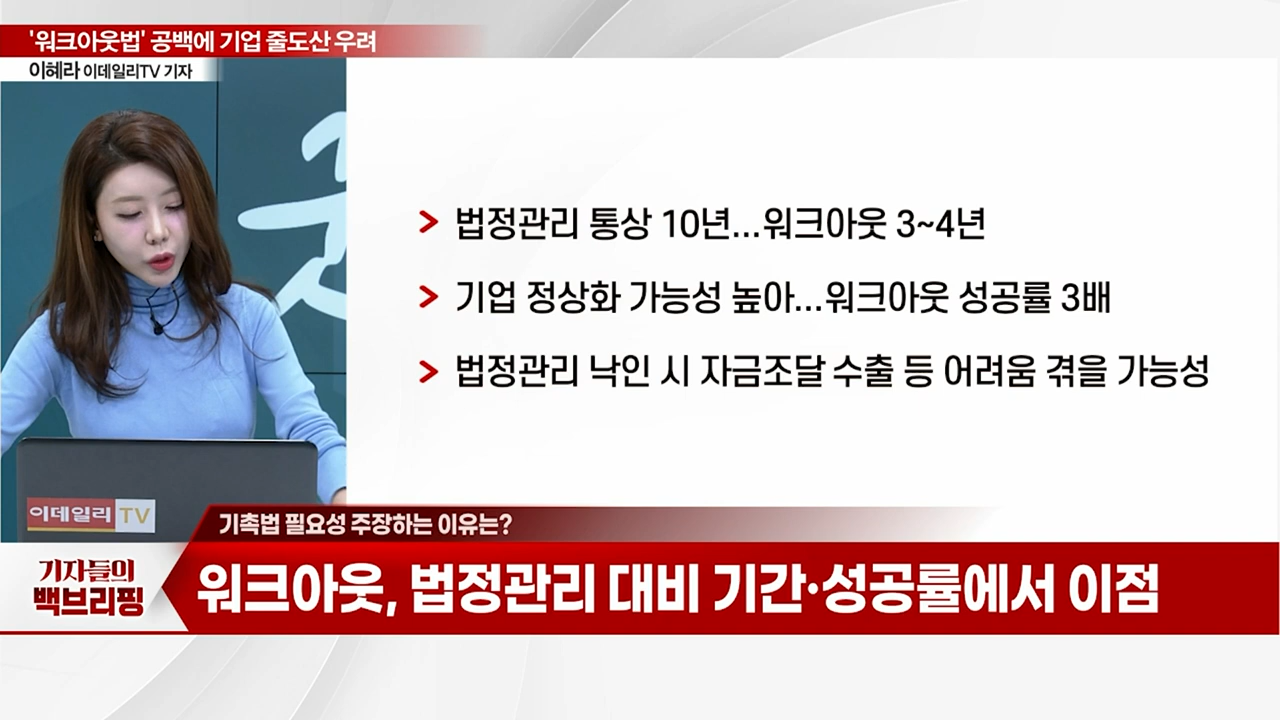 '워크아웃법' 공백에 기업 줄도산 우려
이혜라 이데일리TV 기자
> 법정관리 통상 10년...워크아웃 3~4년
> 기업 정상화 가능성 높아...워크아웃 성공률 3배
> 법정관리 낙인 시 자금조달 수출 등 어려움 겪을 가능성
이데일리 TV
기촉법 필요성 주장하는 이유는?
기자들의
백브리핑
워크아웃, 법정관리 대비 기간·성공률에서 이점